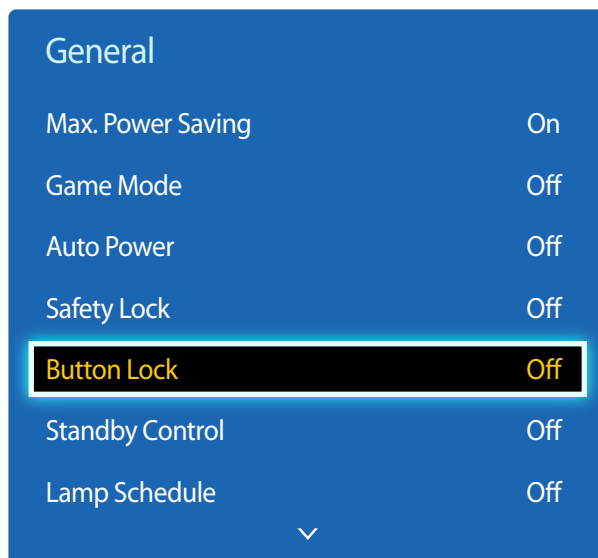 General
Max. Power Saving On
Game Mode Off
Auto Power Off
Safety Lock Off
Button Lock Off
Standby Control Off
Lamp Schedule Off